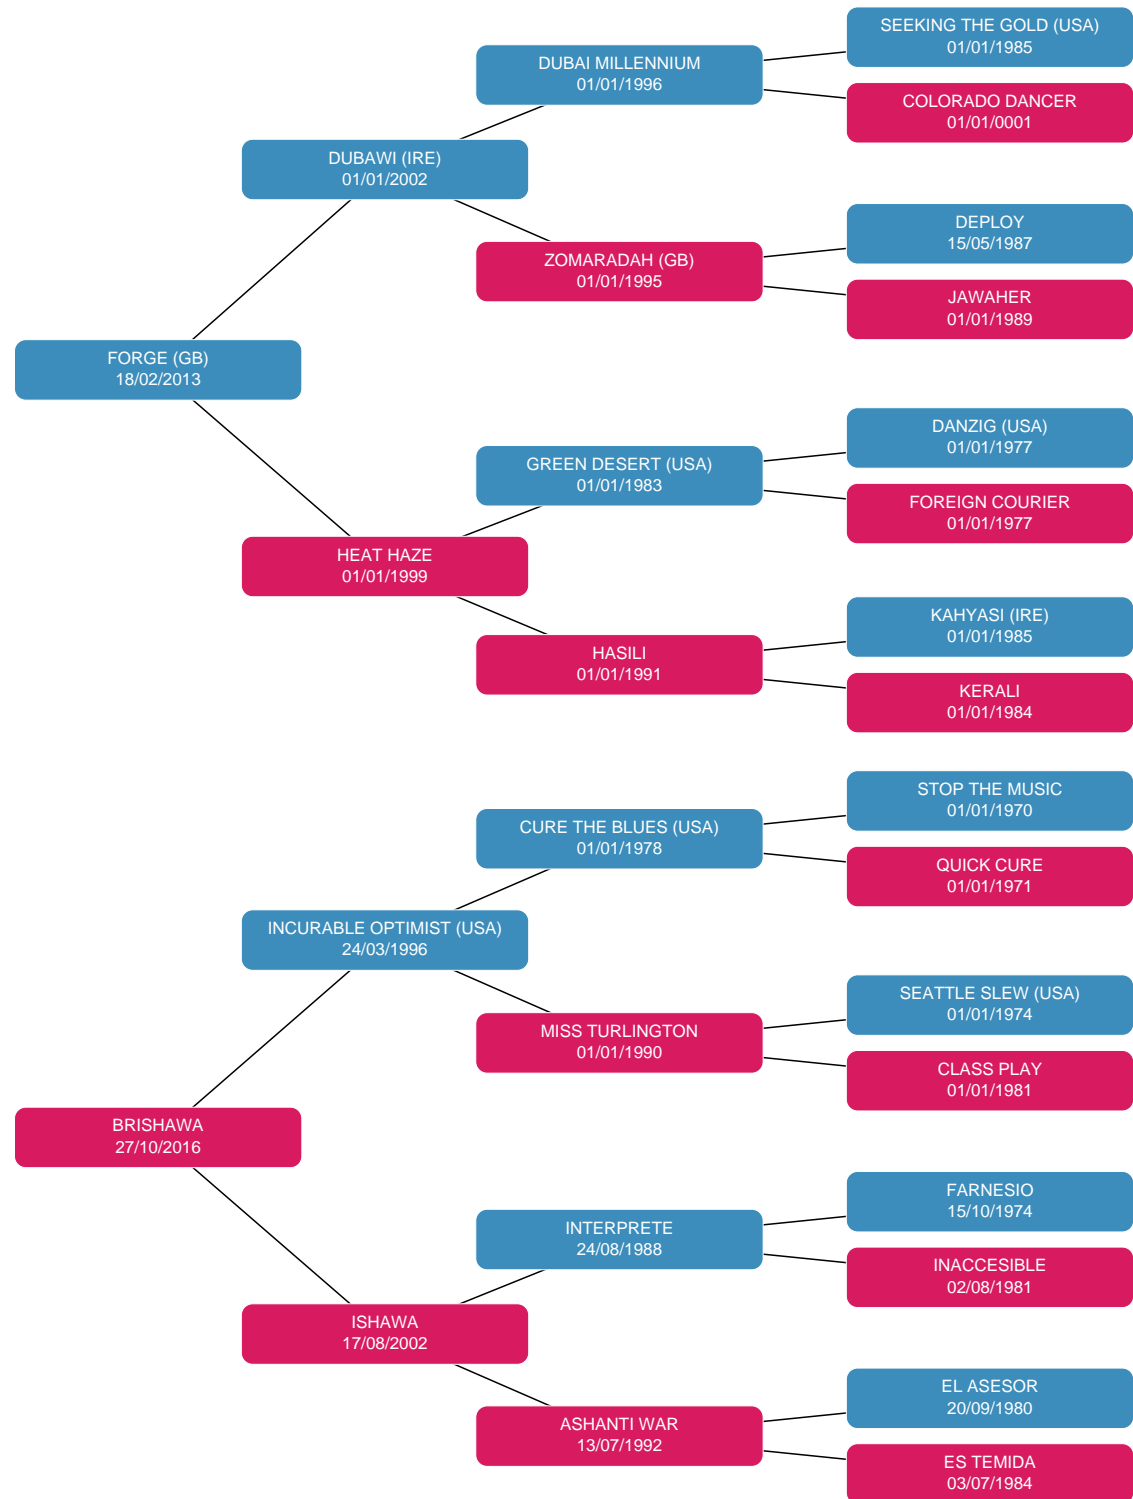 SEEKING THE GOLD (USA)
01/01/1985
DUBAI MILLENNIUM
01/01/1996
COLORADO DANCER
01/01/0001
DUBAWI (IRE)
01/01/2002
DEPLOY
15/05/1987
ZOMARADAH (GB)
01/01/1995
JAWAHER
01/01/1989
FORGE (GB)
18/02/2013
DANZIG (USA)
01/01/1977
GREEN DESERT (USA)
01/01/1983
FOREIGN COURIER
01/01/1977
HEAT HAZE
01/01/1999
KAHYASI (IRE)
01/01/1985
HASILI
01/01/1991
KERALI
01/01/1984
STOP THE MUSIC
01/01/1970
CURE THE BLUES (USA)
01/01/1978
QUICK CURE
01/01/1971
INCURABLE OPTIMIST (USA)
24/03/1996
SEATTLE SLEW (USA)
01/01/1974
MISS TURLINGTON
01/01/1990
CLASS PLAY
01/01/1981
BRISHAWA
27/10/2016
FARNESIO
15/10/1974
INTERPRETE
24/08/1988
INACCESIBLE
02/08/1981
ISHAWA
17/08/2002
EL ASESOR
20/09/1980
ASHANTI WAR
13/07/1992
ES TEMIDA
03/07/1984